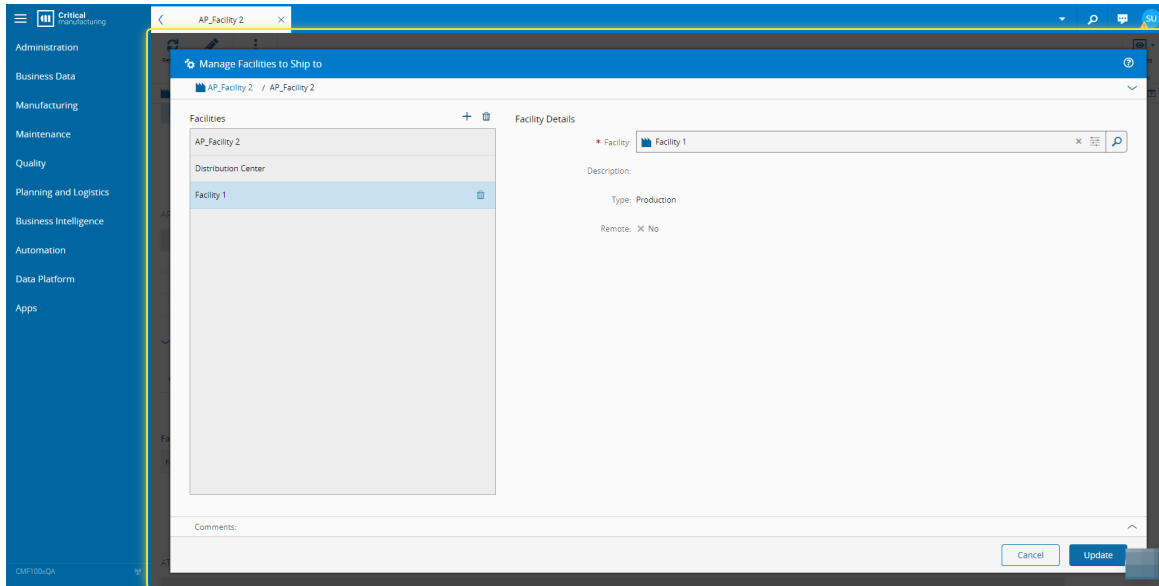 Critical
manufacturing
AP_Facility 2
SU
Administration
Business Data
Manufacturing
Maintenance
Quality
Planning and Logistics
Business Intelligence
Automation
Data Platform
Apps
CMF100xQA
Manage Facilities to Ship to
AP_Facility 2 / AP_Facility 2
Facilities
AP_Facility 2
Distribution Center
Facility 1
Facility Details
* Facility: Facility 1
Description:
Type: Production
Remote: No
Comments:
Cancel Update